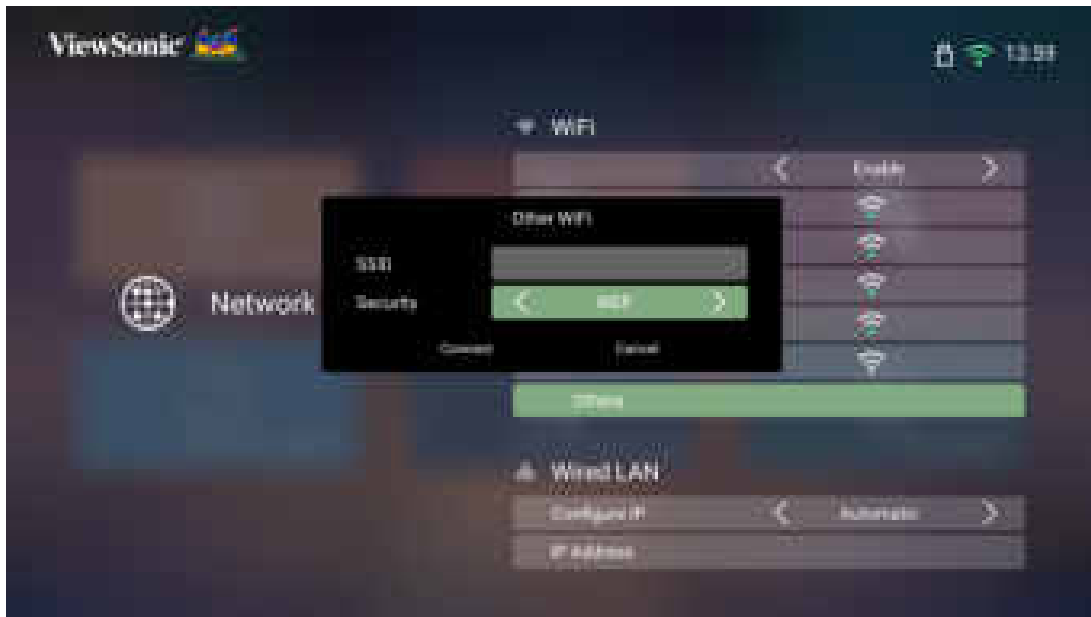 ViewSonic
WiFi
Enable
Other WiFi
SSID
Security
WEP
Network
Connect
Cancel
Others
Wired LAN
Configure IP
Automatic
IP Address